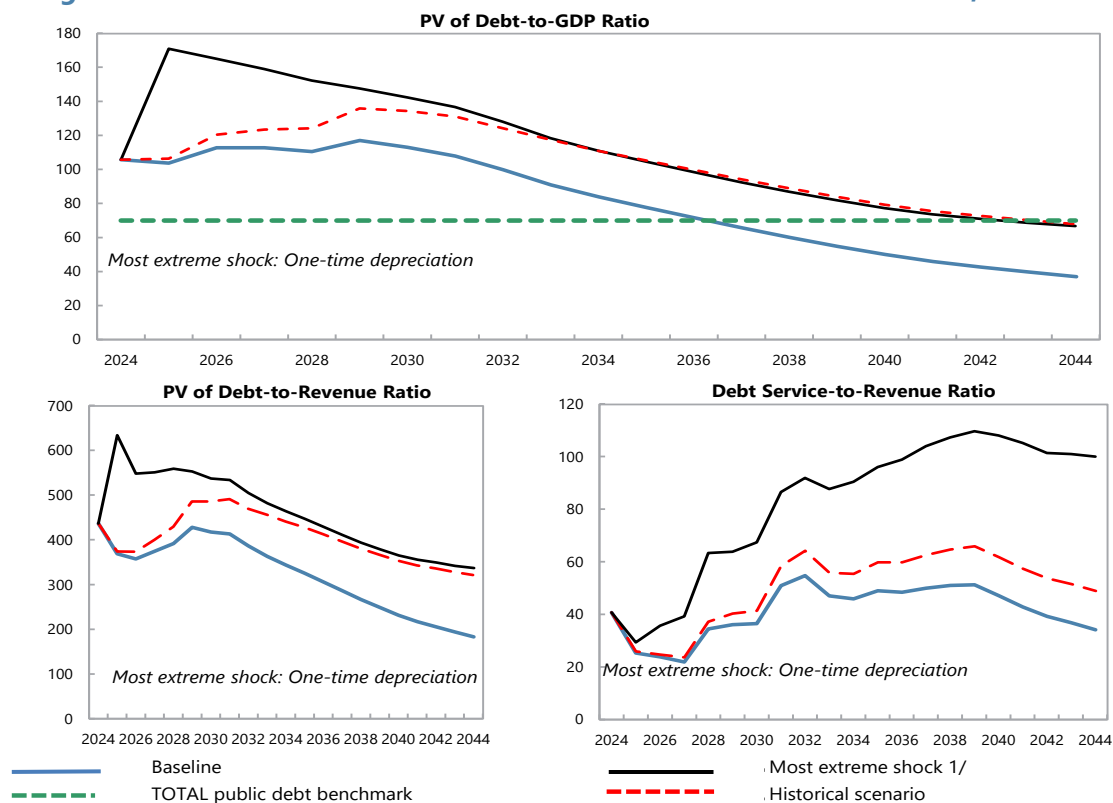 PV of Debt-to-GDP Ratio
180
160
140
120
100
80
60
40
20
0
Most extreme shock: One-time depreciation
2024 2026 2028 2030 2032 2034 2036 2038 2040 2042 2044
PV of Debt-to-Revenue Ratio
700
600
500
400
300
200
100
0
Most extreme shock: One-time depreciation
2024 2026 2028 2030 2032 2034 2036 2038 2040 2042 2044
Debt Service-to-Revenue Ratio
120
100
80
60
40
20
0
Most extreme shock: One-time depreciation
2024 2026 2028 2030 2032 2034 2036 2038 2040 2042 2044
Baseline
Most extreme shock 1/
TOTAL public debt benchmark
Historical scenario